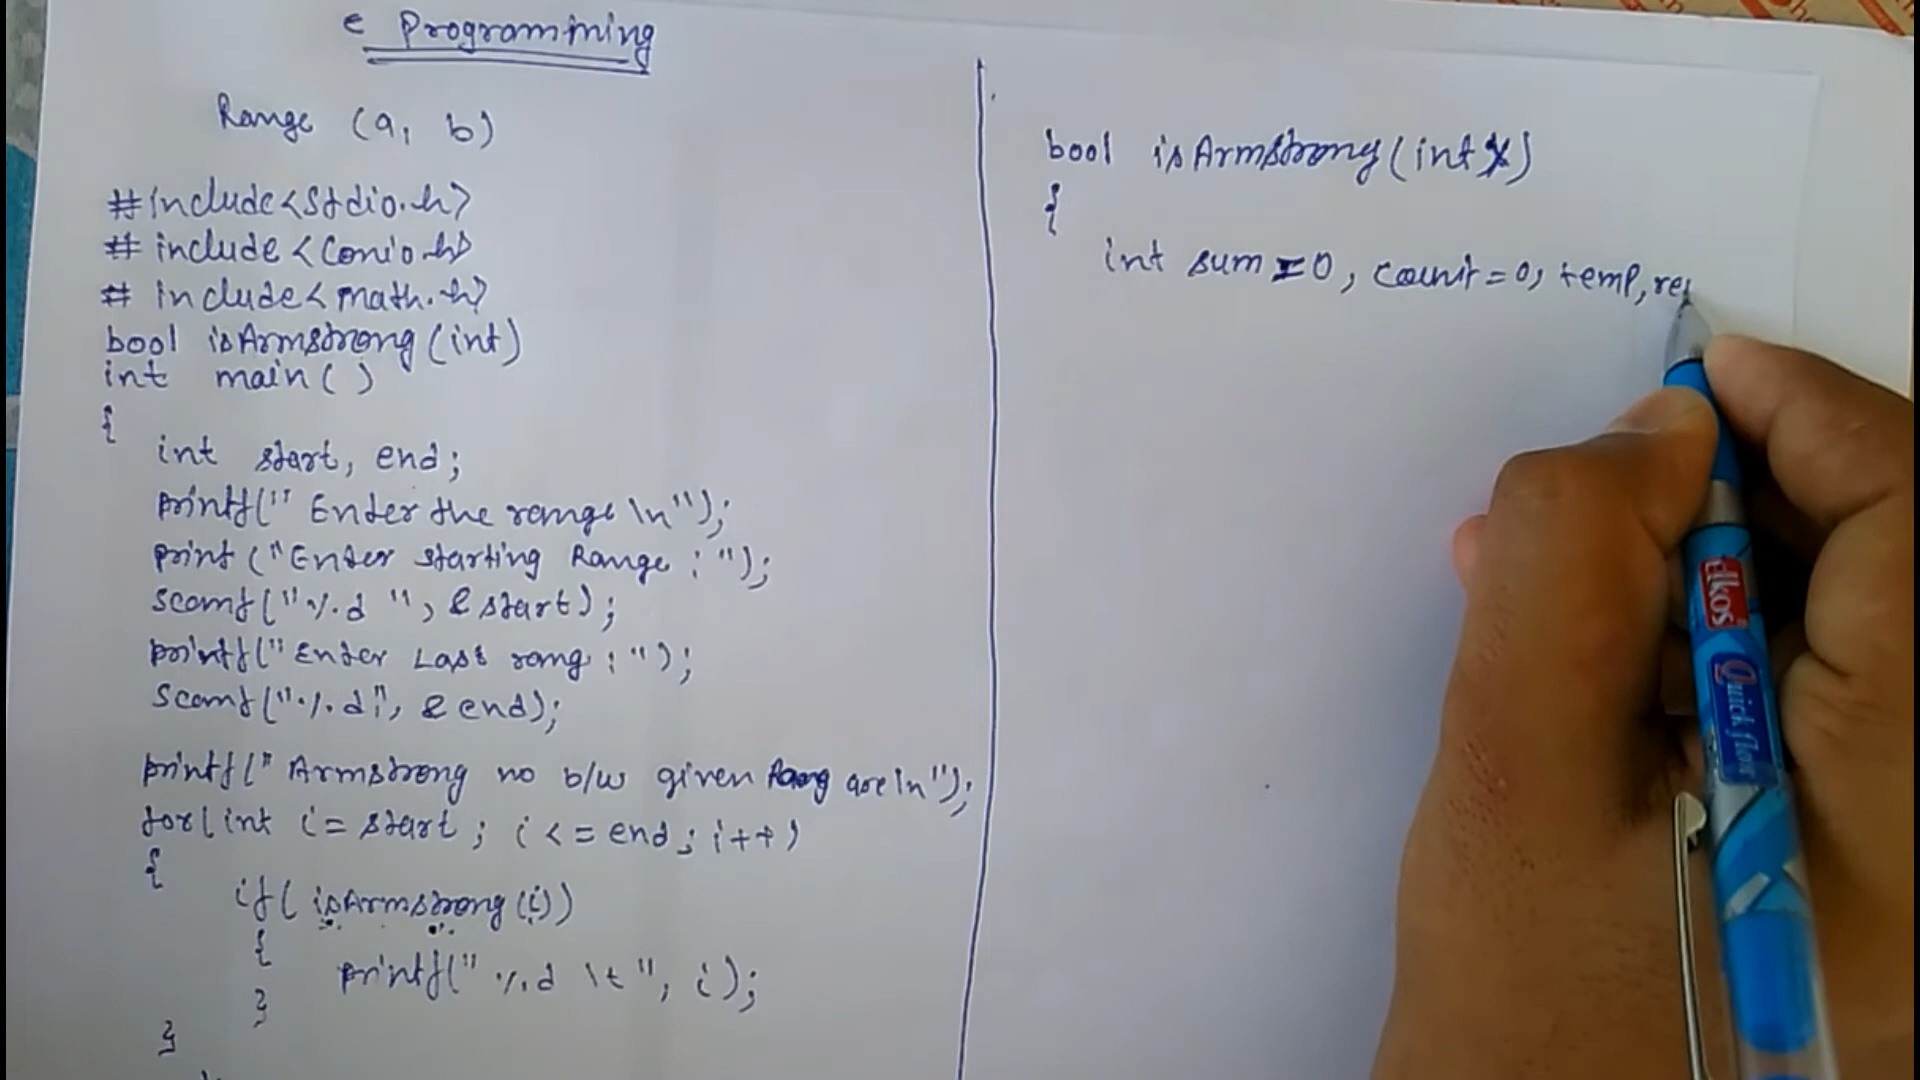 C Programming
Range (a, b)
#include<stdio.h>
# include <conio.h>
# include<math.h>
bool isArmstrong (int)
int main( )
{
int start, end;
printf(" Enter the range \n");
print ("Enter starting Range : ");
scanf("%d ", &start);
printf("Enter Last rang : ");
scanf("%d", &end);
printf(" Armstrong no b/w given Rang are \n");
for(int i = start ; i <= end ; i++)
{
if( isArmstrong (i))
{
printf(" %d \t ", i);
}
}
bool isArmstrong (int x)
{
int sum = 0, count = 0, temp, re
elkos
Quick flow